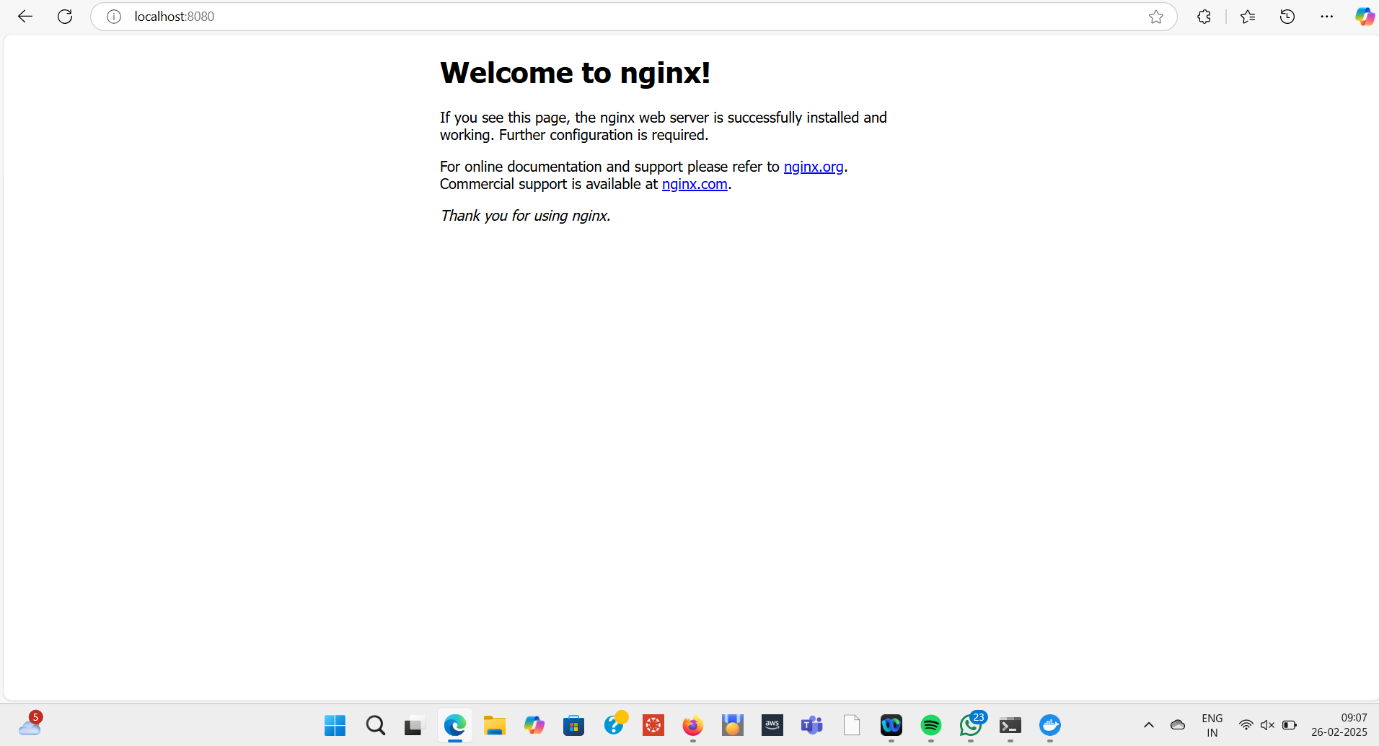 localhost:8080
Welcome to nginx!
If you see this page, the nginx web server is successfully installed and
working. Further configuration is required.
For online documentation and support please refer to nginx.org.
Commercial support is available at nginx.com.
Thank you for using nginx.
5
aws
23
ENG
IN
09:07
26-02-2025